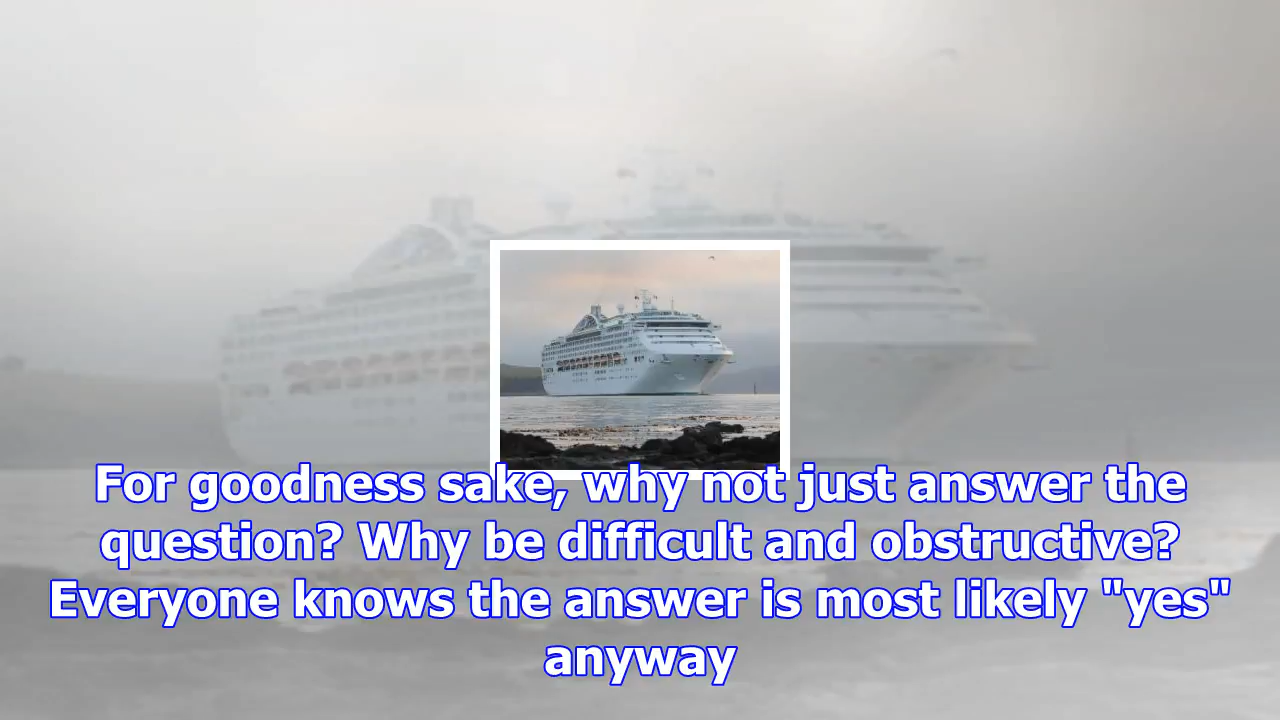 For goodness sake, why not just answer the
question? Why be difficult and obstructive?
Everyone knows the answer is most likely "yes"
anyway